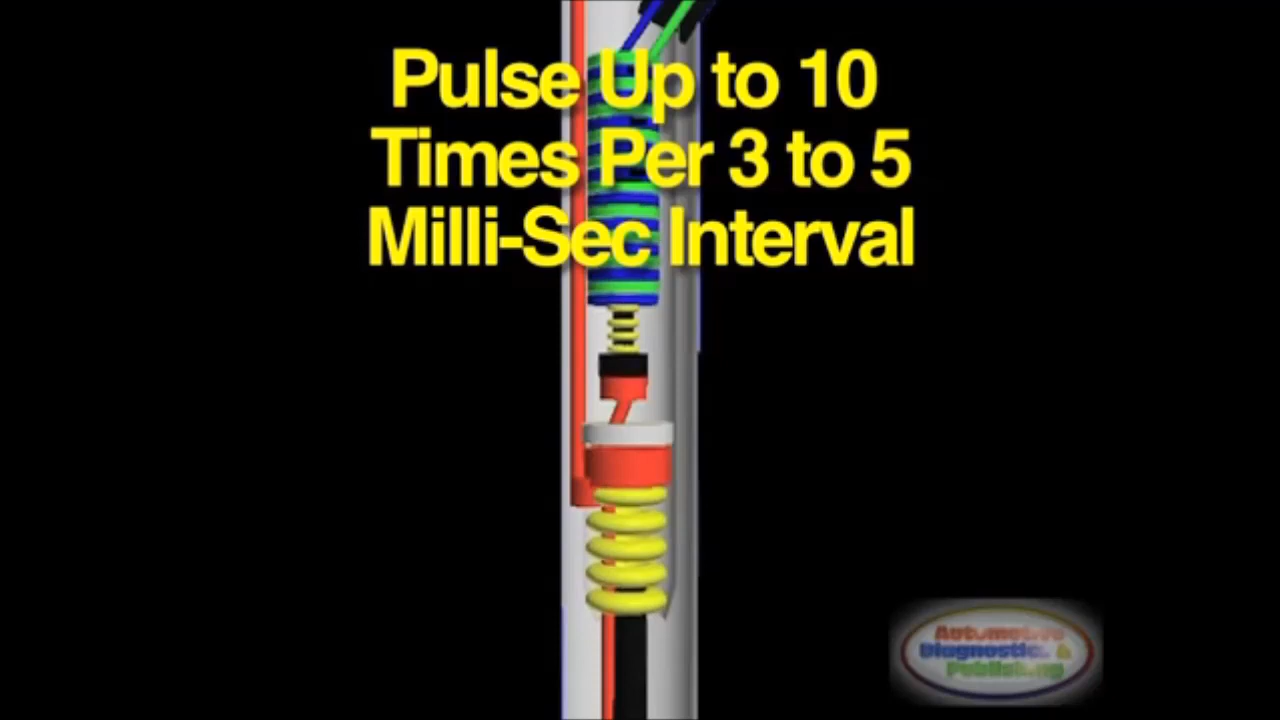 Pulse Up to 10
Times Per 3 to 5
Milli-Sec Interval
Automotive
Diagnostic &
Publishing